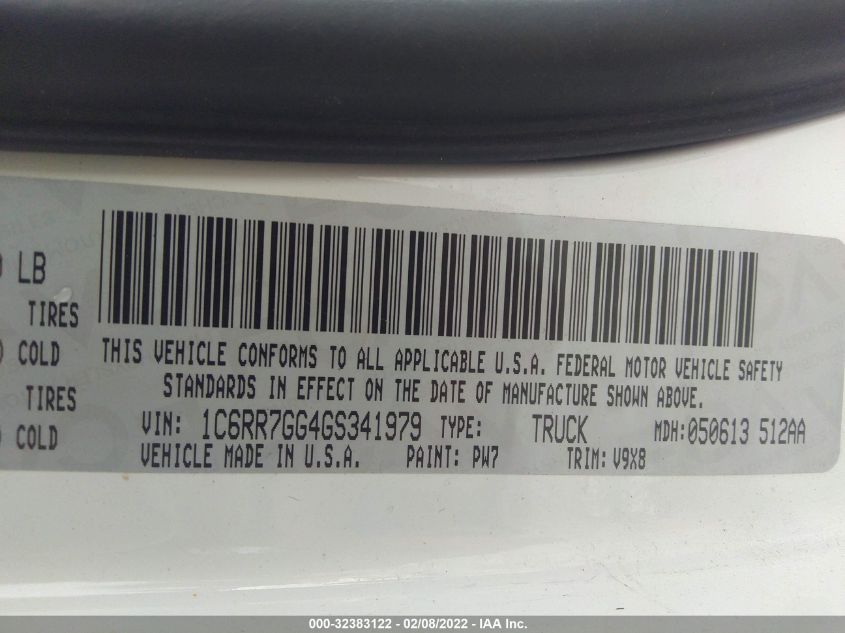 LB
TIRES
COLD
TIRES
COLD
THIS VEHICLE CONFORMS TO ALL APPLICABLE U.S.A. FEDERAL MOTOR VEHICLE SAFETY
STANDARDS IN EFFECT ON THE DATE OF MANUFACTURE SHOWN ABOVE.
VIN: 1C6RR7GG4GS341979 TYPE: TRUCK MDH:050613 512AA
VEHICLE MADE IN U.S.A. PAINT: PW7 TRIM: V9X8
000-32383122 - 02/08/2022 - IAA Inc.